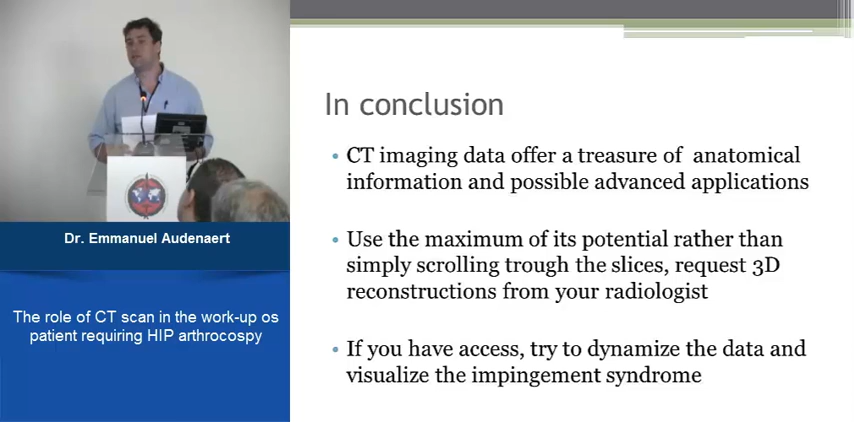 In conclusion
• CT imaging data offer a treasure of anatomical
information and possible advanced applications
• Use the maximum of its potential rather than
simply scrolling trough the slices, request 3D
reconstructions from your radiologist
• If you have access, try to dynamize the data and
visualize the impingement syndrome
Dr. Emmanuel Audenaert
The role of CT scan in the work-up os
patient requiring HIP arthrocospy